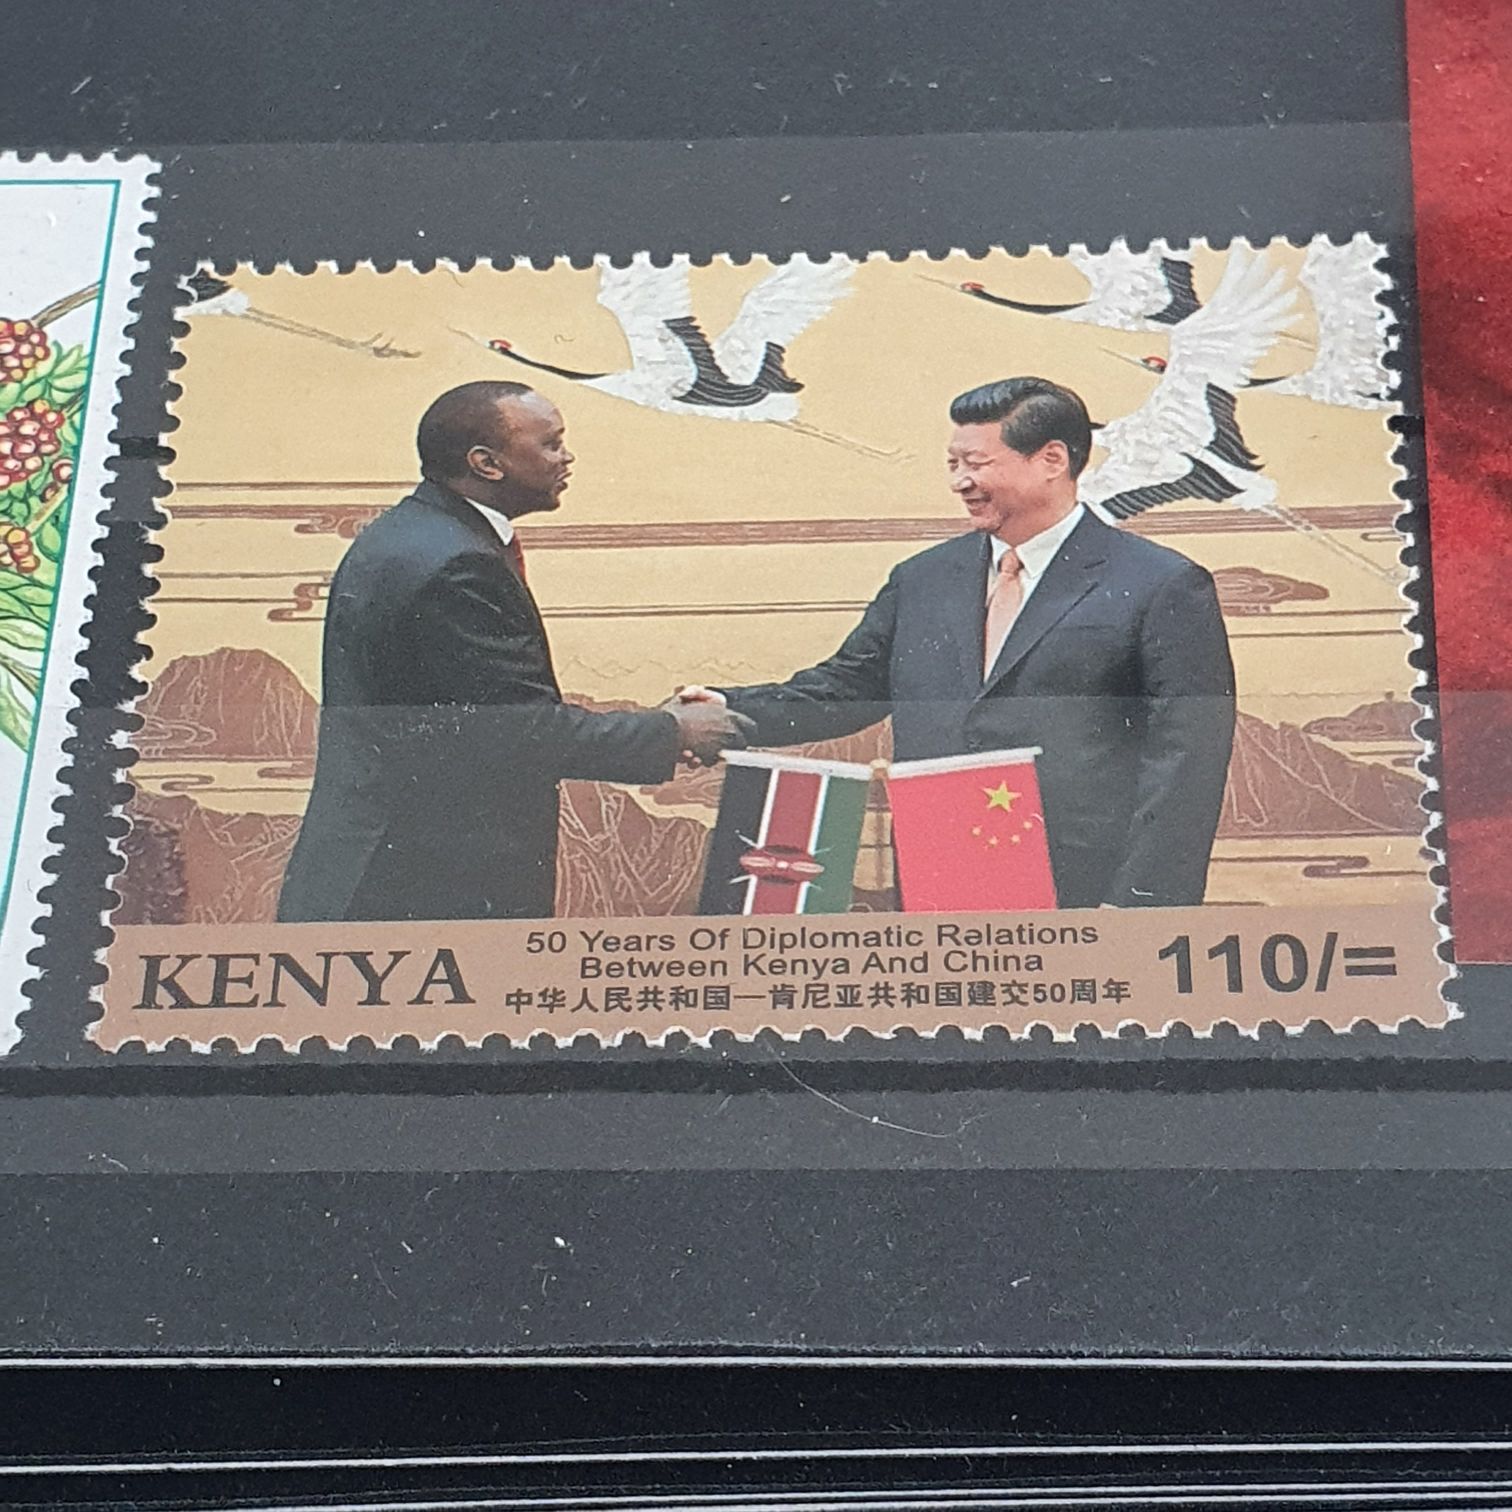 KENYA
50 Years Of Diplomatic Relations
Between Kenya And China
中华人民共和国—肯尼亚共和国建交50周年
110/=